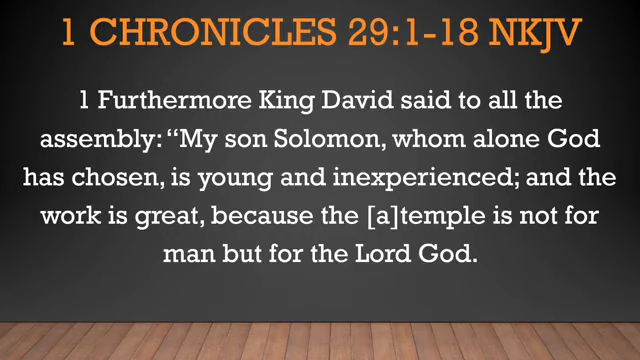 1 CHRONICLES 29:1-18 NKJV
1 Furthermore King David said to all the
assembly: “My son Solomon, whom alone God
has chosen, is young and inexperienced; and the
work is great, because the [a]temple is not for
man but for the Lord God.